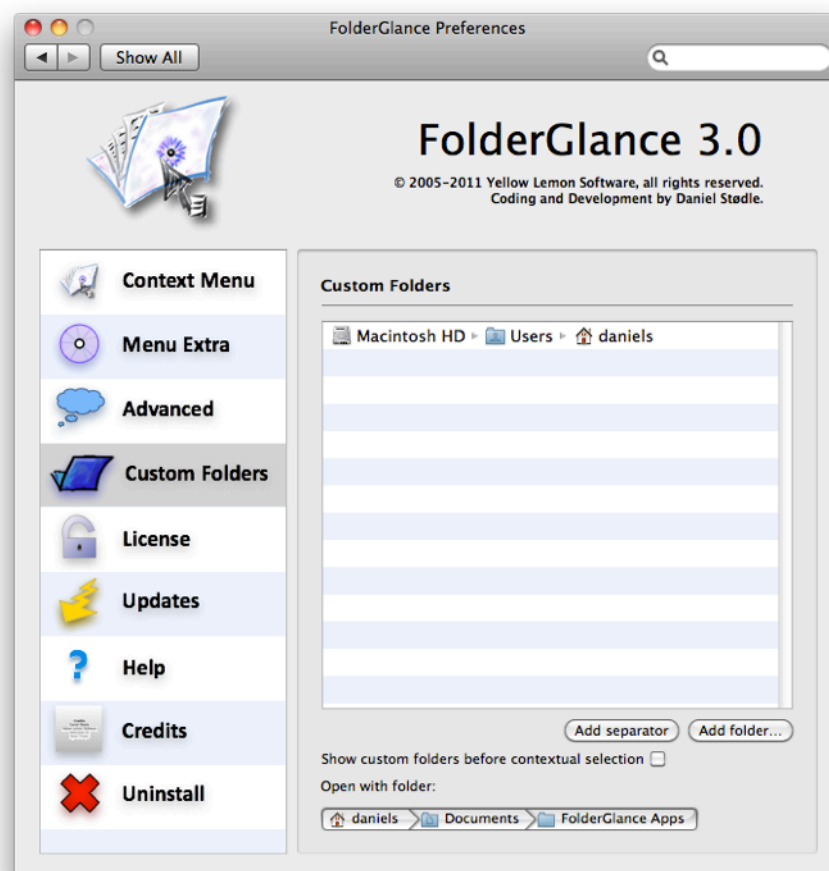 FolderGlance Preferences
Show All
FolderGlance 3.0
© 2005-2011 Yellow Lemon Software, all rights reserved.
Coding and Development by Daniel Stødle.
Context Menu
Menu Extra
Advanced
Custom Folders
License
Updates
Help
Credits
Uninstall
Custom Folders
Macintosh HD ▸ Users ▸ daniels
Add separator
Add folder...
Show custom folders before contextual selection
Open with folder:
daniels Documents FolderGlance Apps